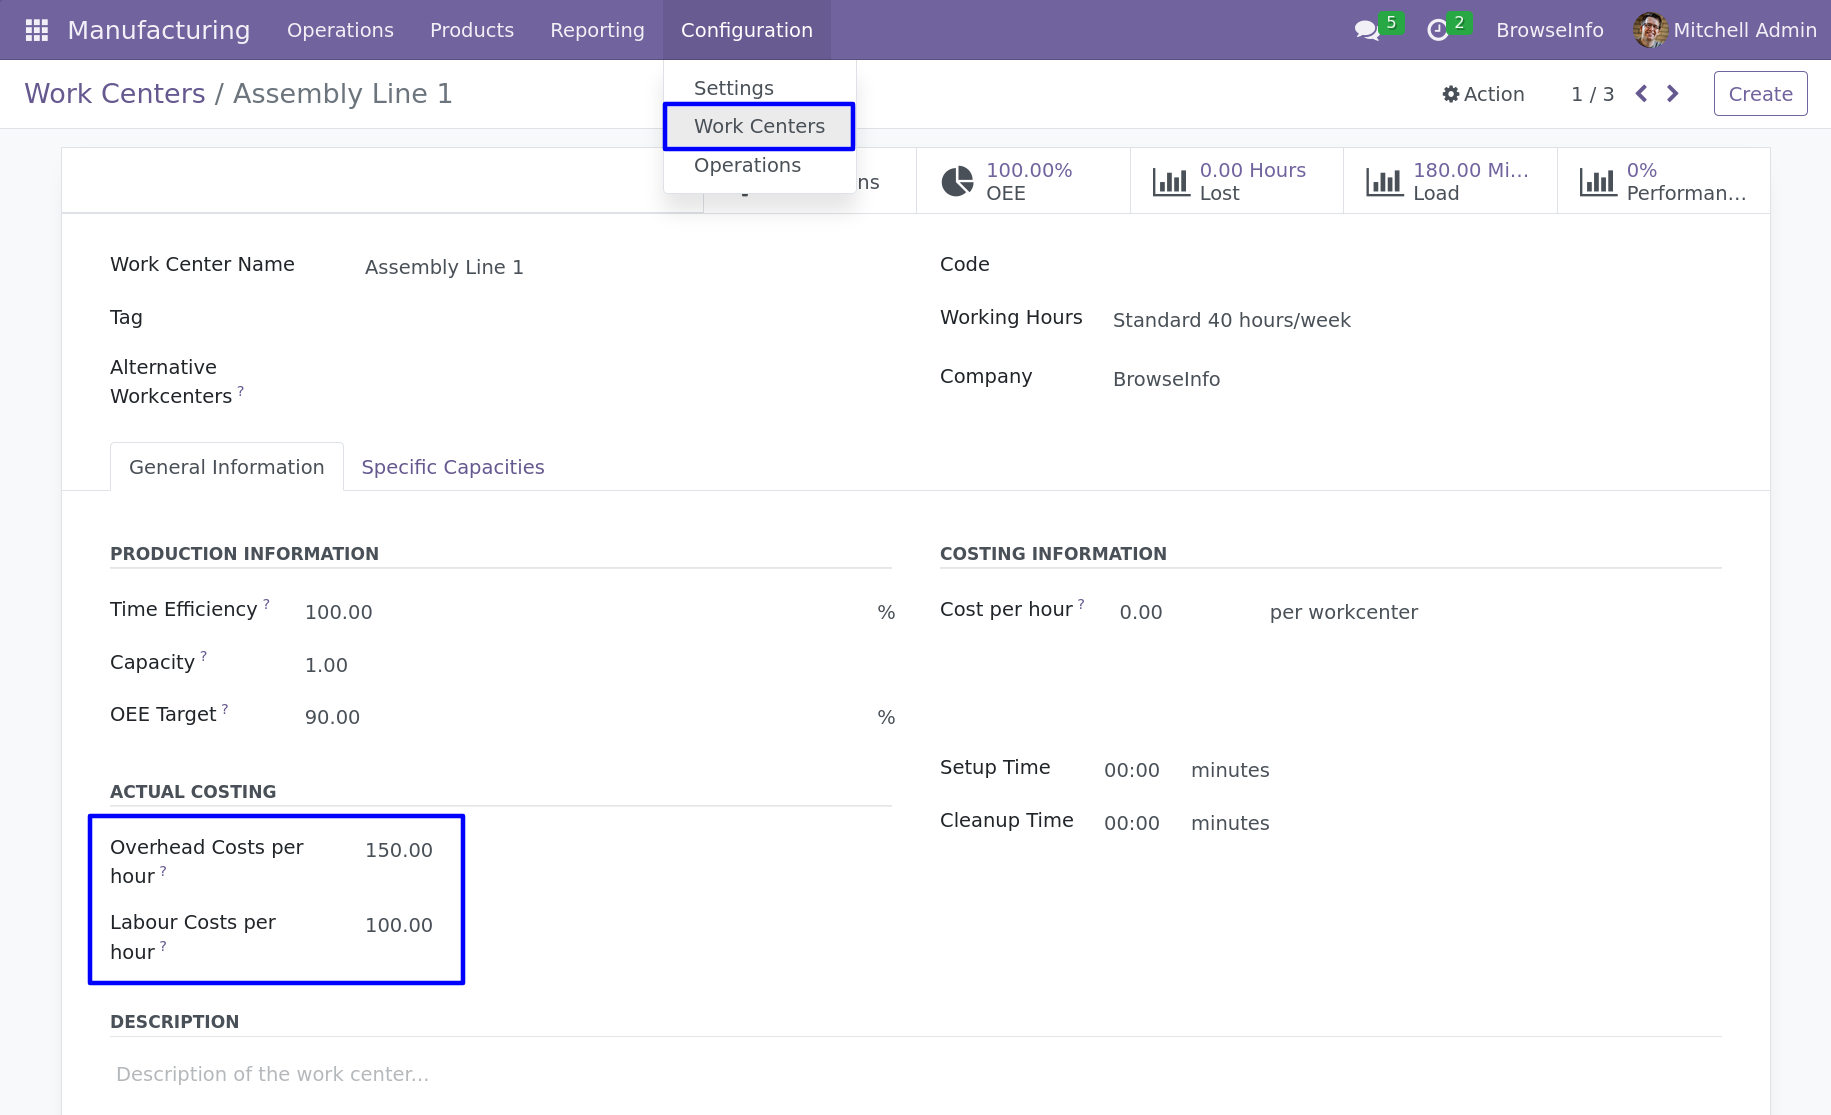 Manufacturing Operations Products Reporting Configuration 5 2 BrowseInfo Mitchell Admin
Work Centers / Assembly Line 1
Action 1 / 3 Create
Settings
Work Centers
Operations
100.00%
OEE
0.00 Hours
Lost
180.00 Mi...
Load
0%
Performan...
Work Center Name Assembly Line 1
Code
Tag
Working Hours Standard 40 hours/week
Alternative
Workcenters ?
Company BrowseInfo
General Information Specific Capacities
PRODUCTION INFORMATION
Time Efficiency ? 100.00 %
Capacity ? 1.00
OEE Target ? 90.00 %
COSTING INFORMATION
Cost per hour ? 0.00 per workcenter
Setup Time 00:00 minutes
Cleanup Time 00:00 minutes
ACTUAL COSTING
Overhead Costs per
hour ? 150.00
Labour Costs per
hour ? 100.00
DESCRIPTION
Description of the work center...